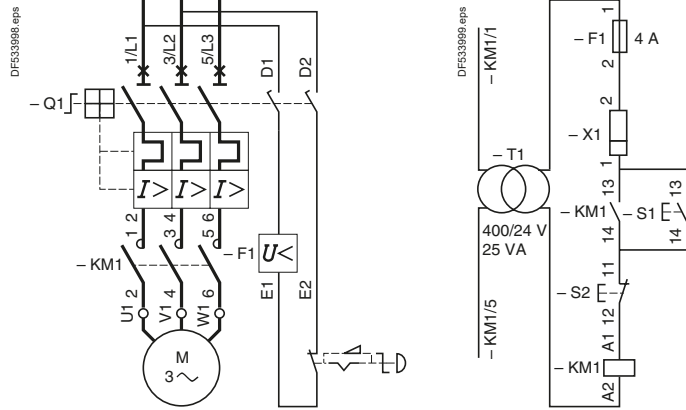 DF533998.eps
1/L1
3/L2
5/L3
D1
D2
– Q1
I>
I>
I>
2
4
6
1
3
5
– KM1
– F1
U<
2
4
6
E1
E2
U1
V1
W1
M
3
DF533999.eps
– KM1/1
– T1
400/24 V
25 VA
– KM1/5
1
– F1
4 A
2
2
– X1
1
13
– KM1
14
– S1
13
14
11
– S2
12
A1
– KM1
A2